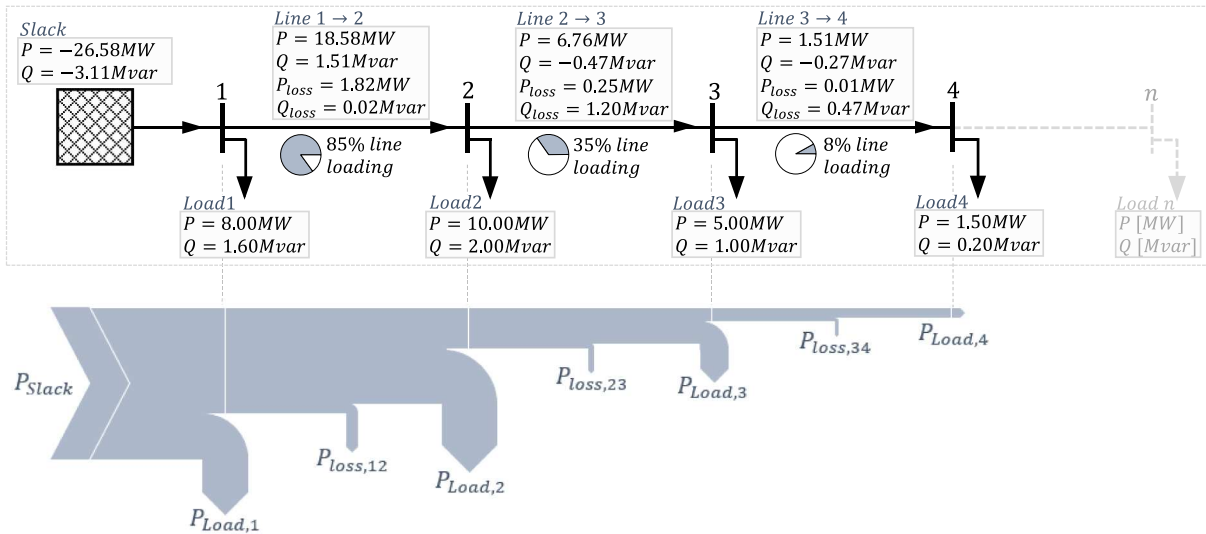 Slack
P = −26.58MW
Q = −3.11Mvar
Line 1 → 2
P = 18.58MW
Q = 1.51Mvar
P_loss = 1.82MW
Q_loss = 0.02Mvar
Line 2 → 3
P = 6.76MW
Q = −0.47Mvar
P_loss = 0.25MW
Q_loss = 1.20Mvar
Line 3 → 4
P = 1.51MW
Q = −0.27Mvar
P_loss = 0.01MW
Q_loss = 0.47Mvar
1
2
3
4
n
85% line
loading
35% line
loading
8% line
loading
Load1
P = 8.00MW
Q = 1.60Mvar
Load2
P = 10.00MW
Q = 2.00Mvar
Load3
P = 5.00MW
Q = 1.00Mvar
Load4
P = 1.50MW
Q = 0.20Mvar
Load n
P [MW]
Q [Mvar]
P_Slack
P_Load,1
P_loss,12
P_Load,2
P_loss,23
P_Load,3
P_loss,34
P_Load,4